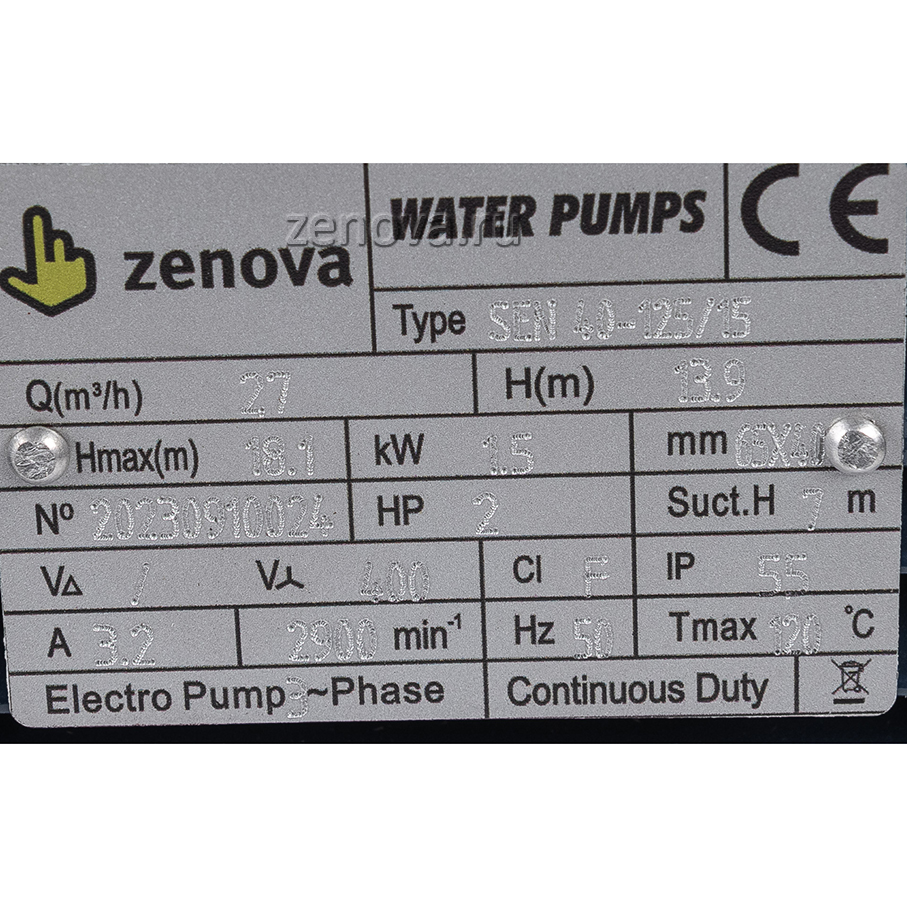 zenova
WATER PUMPS
CE
zenova.ru
Type SEN 40-125/15
Q(m³/h) 27 H(m) 13.9
Hmax(m) 18.1 kW 1.5 mm 65X40
Nº 20230910024 HP 2 Suct.H 7 m
V∆ / V⅄ 400 Cl F IP 55
A 3.2 2900 min⁻¹ Hz 50 Tmax 120 °C
Electro Pump 3~Phase Continuous Duty